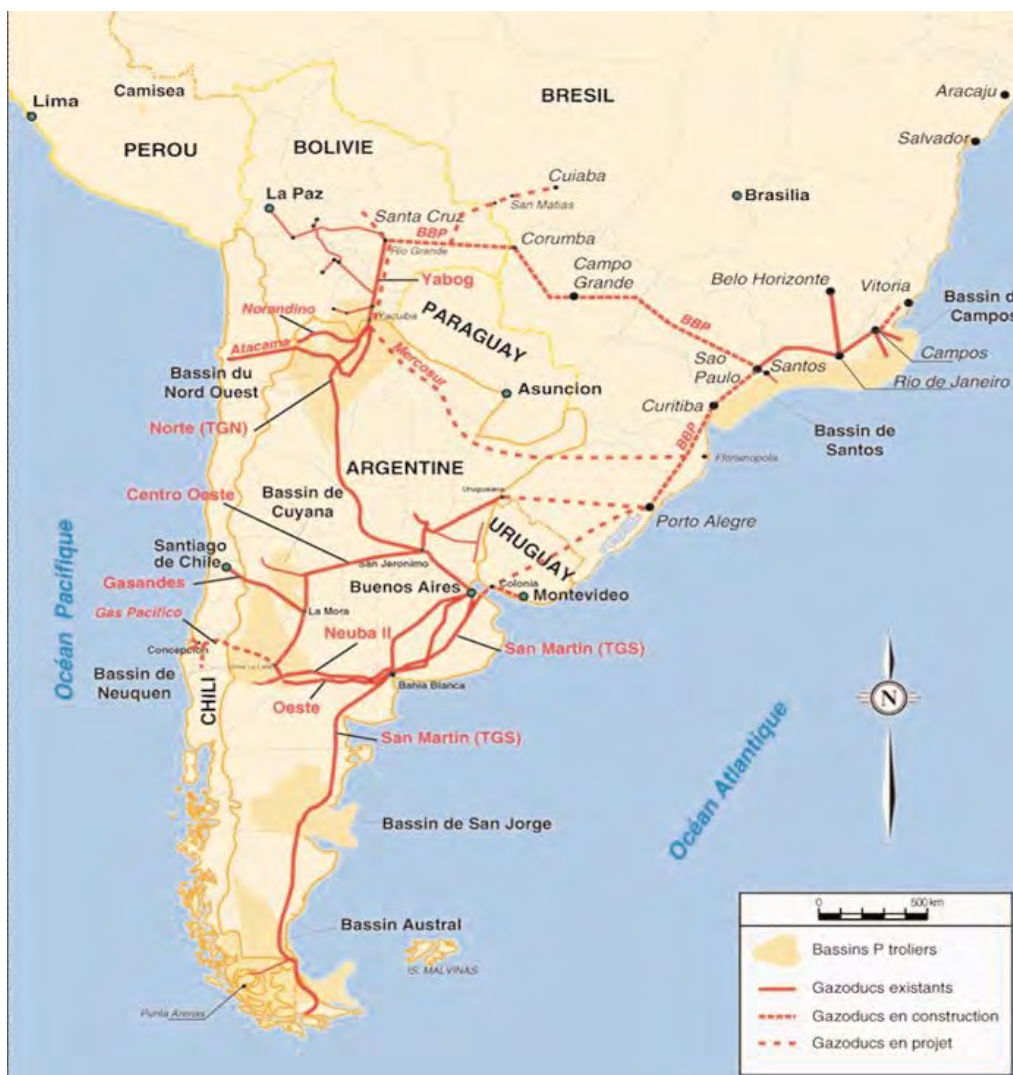 Lima
Camisea
PEROU
BOLIVIE
BRESIL
Aracaju
Salvador
La Paz
Santa Cruz
Rio Grande
BBP
Cuiaba
San Matias
Brasilia
Corumba
Campo
Grande
Belo Horizonte
Vitoria
Bassin d
Campos
Yabog
Norandino
Yacuiba
PARAGUAY
BBP
Atacama
Mercosur
Sao
Paulo
Santos
Campos
Rio de Janeiro
Bassin du
Nord Ouest
Asuncion
Curitiba
Bassin de
Santos
Norte (TGN)
BBP
Florianopolis
ARGENTINE
Centro Oeste
Bassin de
Cuyana
Uruguaiana
Porto Alegre
URUGUAY
Santiago
de Chile
San Jeronimo
Gasandes
Buenos Aires
Colonia
Montevideo
Océan Pacifique
Gas Pacifico
La Mora
Neuba II
San Martin (TGS)
Concepcion
Bassin de
Neuquen
CHILI
Oeste
Bahia Blanca
N
San Martin (TGS)
Océan Atlantique
Bassin de San Jorge
Bassin Austral
IS. MALVINAS
Punta Arenas
0 500 km
Bassins P troliers
Gazoducs existants
Gazoducs en construction
Gazoducs en projet